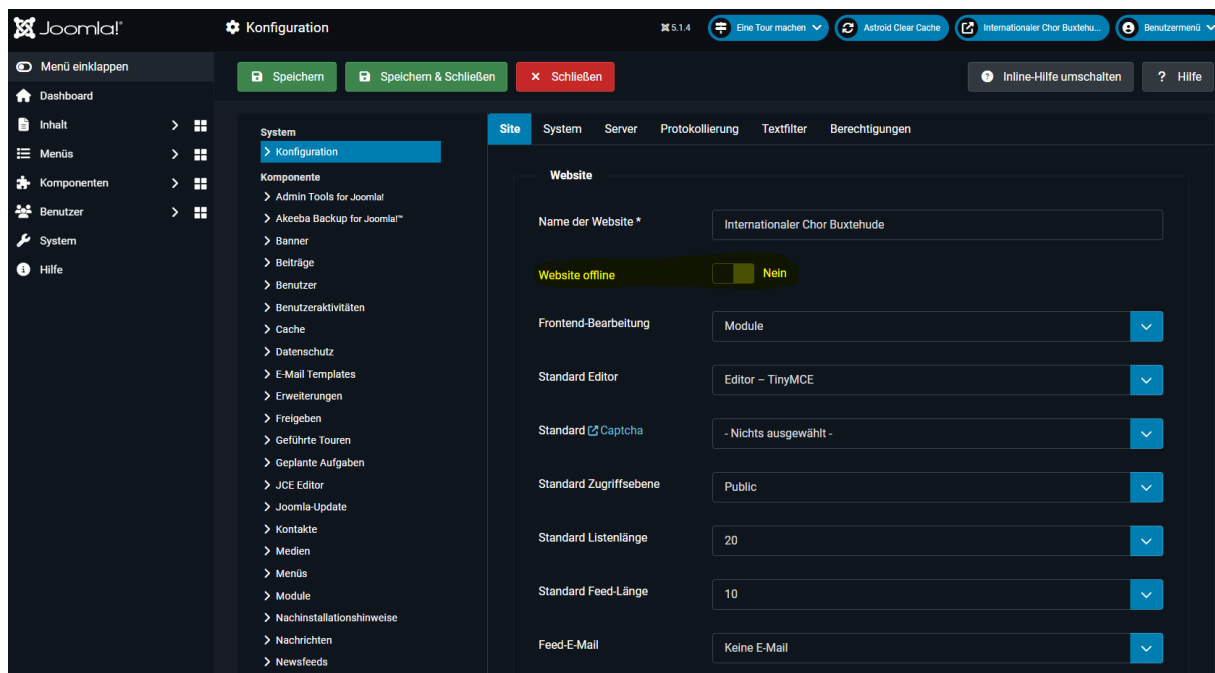 Joomla!®
Konfiguration
5.1.4
Eine Tour machen
Astroid Clear Cache
Internationaler Chor Buxtehu...
Benutzermenü
Menü einklappen
Dashboard
Inhalt
Menüs
Komponenten
Benutzer
System
Hilfe
Speichern
Speichern & Schließen
Schließen
Inline-Hilfe umschalten
? Hilfe
System
Konfiguration
Komponente
Admin Tools for Joomla!
Akeeba Backup for Joomla!™
Banner
Beiträge
Benutzer
Benutzeraktivitäten
Cache
Datenschutz
E-Mail Templates
Erweiterungen
Freigeben
Geführte Touren
Geplante Aufgaben
JCE Editor
Joomla-Update
Kontakte
Medien
Menüs
Module
Nachinstallationshinweise
Nachrichten
Newsfeeds
Site System Server Protokollierung Textfilter Berechtigungen
Website
Name der Website * Internationaler Chor Buxtehude
Website offline Nein
Frontend-Bearbeitung Module
Standard Editor Editor – TinyMCE
Standard Captcha - Nichts ausgewählt -
Standard Zugriffsebene Public
Standard Listenlänge 20
Standard Feed-Länge 10
Feed-E-Mail Keine E-Mail